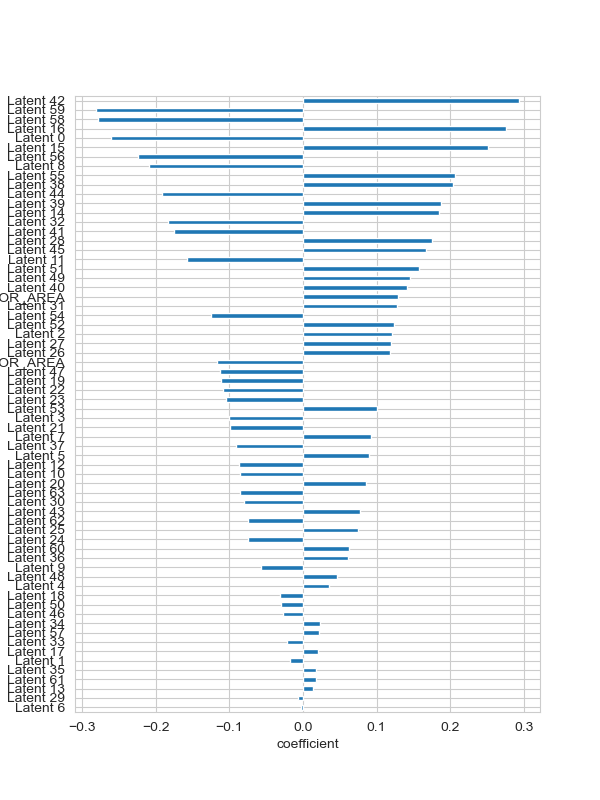 Latent 42
Latent 59
Latent 58
Latent 16
Latent 0
Latent 15
Latent 56
Latent 8
Latent 55
Latent 38
Latent 44
Latent 39
Latent 14
Latent 32
Latent 41
Latent 28
Latent 45
Latent 11
Latent 51
Latent 49
Latent 40
OR_AREA
Latent 31
Latent 54
Latent 52
Latent 2
Latent 27
Latent 26
OR_AREA
Latent 47
Latent 19
Latent 22
Latent 23
Latent 53
Latent 3
Latent 21
Latent 7
Latent 37
Latent 5
Latent 12
Latent 10
Latent 20
Latent 63
Latent 30
Latent 43
Latent 62
Latent 25
Latent 24
Latent 60
Latent 36
Latent 9
Latent 48
Latent 4
Latent 18
Latent 50
Latent 46
Latent 34
Latent 57
Latent 33
Latent 17
Latent 1
Latent 35
Latent 61
Latent 13
Latent 29
Latent 6
−0.3 −0.2 −0.1 0.0 0.1 0.2 0.3
coefficient